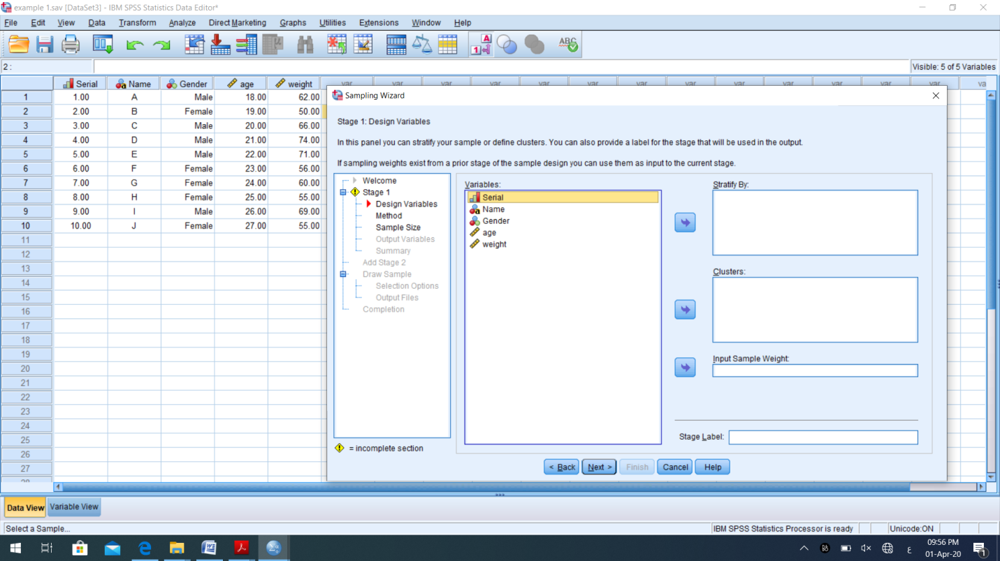 example 1.sav [DataSet3] - IBM SPSS Statistics Data Editor*
File Edit View Data Transform Analyze Direct Marketing Graphs Utilities Extensions Window Help
2 :
Visible: 5 of 5 Variables
Serial Name Gender age weight var var var var var var var var var var var var var va
1 1.00 A Male 18.00 62.00
2 2.00 B Female 19.00 50.00
3 3.00 C Male 20.00 66.00
4 4.00 D Male 21.00 74.00
5 5.00 E Male 22.00 71.00
6 6.00 F Female 23.00 56.00
7 7.00 G Female 24.00 60.00
8 8.00 H Female 25.00 55.00
9 9.00 I Male 26.00 69.00
10 10.00 J Female 27.00 55.00
11
12
13
14
15
16
17
18
19
20
21
22
23
24
25
26
27
28
Sampling Wizard
Stage 1: Design Variables
In this panel you can stratify your sample or define clusters. You can also provide a label for the stage that will be used in the output.
If sampling weights exist from a prior stage of the sample design you can use them as input to the current stage.
Welcome
Stage 1
Design Variables
Method
Sample Size
Output Variables
Summary
Add Stage 2
Draw Sample
Selection Options
Output Files
Completion
= incomplete section
Variables:
Serial
Name
Gender
age
weight
Stratify By:
Clusters:
Input Sample Weight:
Stage Label:
< Back Next > Finish Cancel Help
Data View Variable View
Select a Sample...
IBM SPSS Statistics Processor is ready
Unicode:ON
ع
09:56 PM
01-Apr-20
1